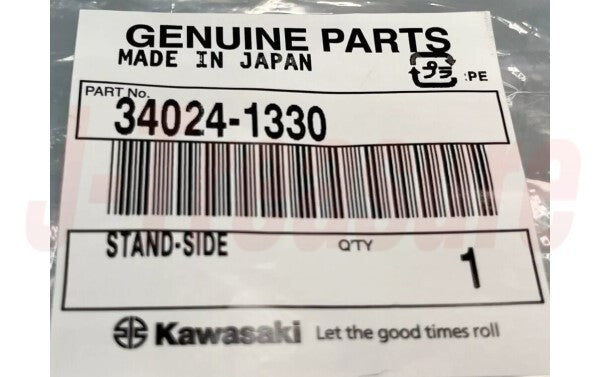 GENUINE PARTS
MADE IN JAPAN
プラ :PE
PART No.
34024-1330
STAND-SIDE Q'TY 1
Kawasaki Let the good times roll